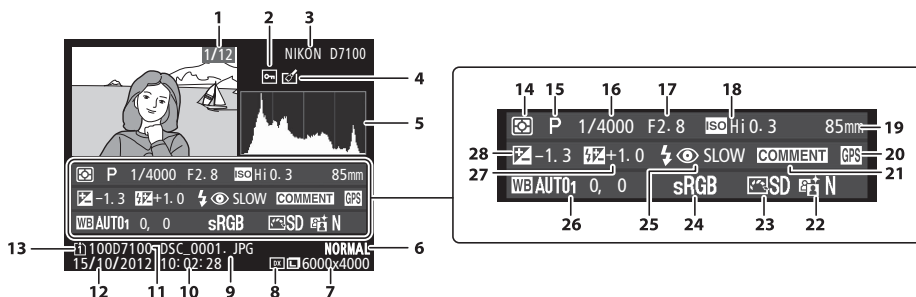 1 2 3
1/12 NIKON D7100
4
5
P 1/4000 F2.8 ISO Hi 0.3 85mm
-1.3 +1.0 SLOW COMMENT GPS
WB AUTO1 0, 0 sRGB SD N
13 1 100D7100 DSC_0001.JPG NORMAL 6
15/10/2012 10:02:28 DX L 6000x4000
12 11 10 9 8 7
14 15 16 17 18
P 1/4000 F2.8 ISO Hi 0.3 85mm 19
28 -1.3 +1.0 SLOW COMMENT GPS 20
27 21
WB AUTO1 0, 0 sRGB SD N
26 25 24 23 22